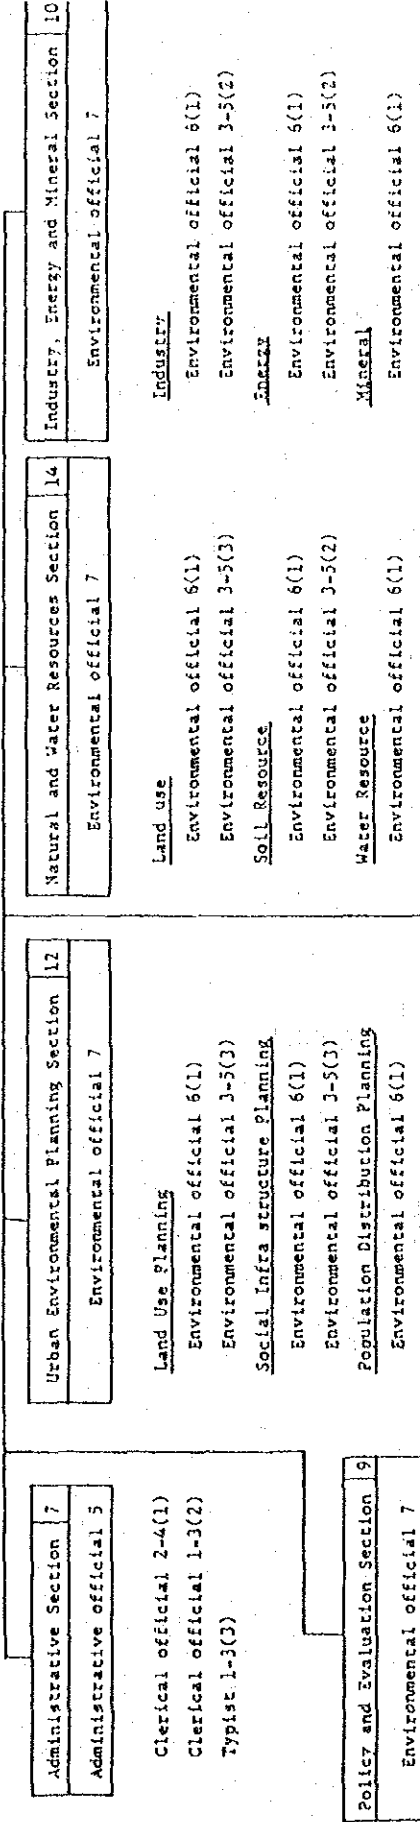 Administrative Section 7
Administrative official 5
Clerical official 2-4(1)
Clerical official 1-3(2)
Typist 1-3(3)
Policy and Evaluation Section 9
Environmental official 7
Urban Environmental Planning Section 12
Environmental official 7
Land Use Planning
Environmental official 6(1)
Environmental official 3-5(3)
Social Infra structure Planning
Environmental official 6(1)
Environmental official 3-5(3)
Population Distribution Planning
Environmental official 6(1)
Natural and Water Resources Section 14
Environmental official 7
Land use
Environmental official 6(1)
Environmental official 3-5(3)
Soil Resource
Environmental official 6(1)
Environmental official 3-5(2)
Water Resource
Environmental official 6(1)
Industry, Energy and Mineral Section 10
Environmental official 7
Industry
Environmental official 6(1)
Environmental official 3-5(2)
Energy
Environmental official 6(1)
Environmental official 3-5(2)
Mineral
Environmental official 6(1)